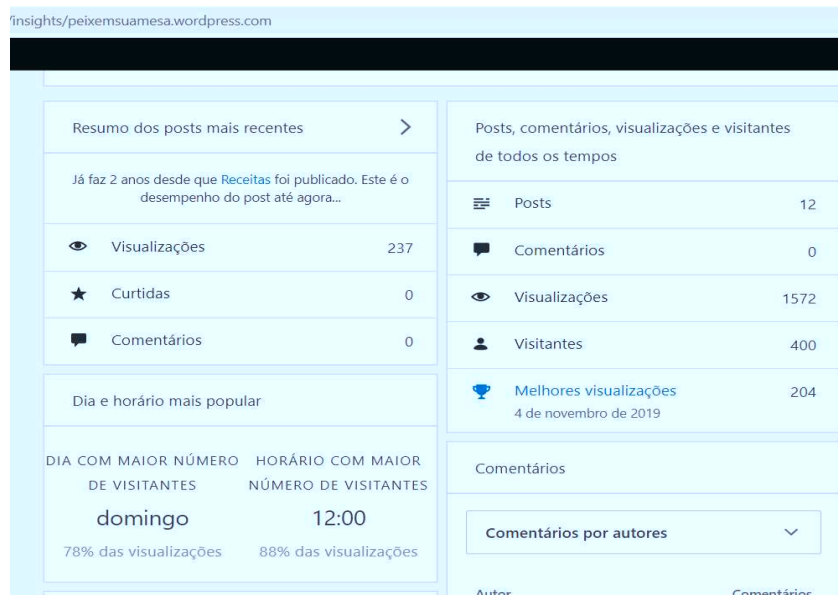 /insights/peixemsuamesa.wordpress.com
Resumo dos posts mais recentes
Já faz 2 anos desde que Receitas foi publicado. Este é o
desempenho do post até agora...
Visualizações 237
Curtidas 0
Comentários 0
Dia e horário mais popular
DIA COM MAIOR NÚMERO
DE VISITANTES
domingo
78% das visualizações
HORÁRIO COM MAIOR
NÚMERO DE VISITANTES
12:00
88% das visualizações
Posts, comentários, visualizações e visitantes
de todos os tempos
Posts 12
Comentários 0
Visualizações 1572
Visitantes 400
Melhores visualizações 204
4 de novembro de 2019
Comentários
Comentários por autores
Autor Comentários